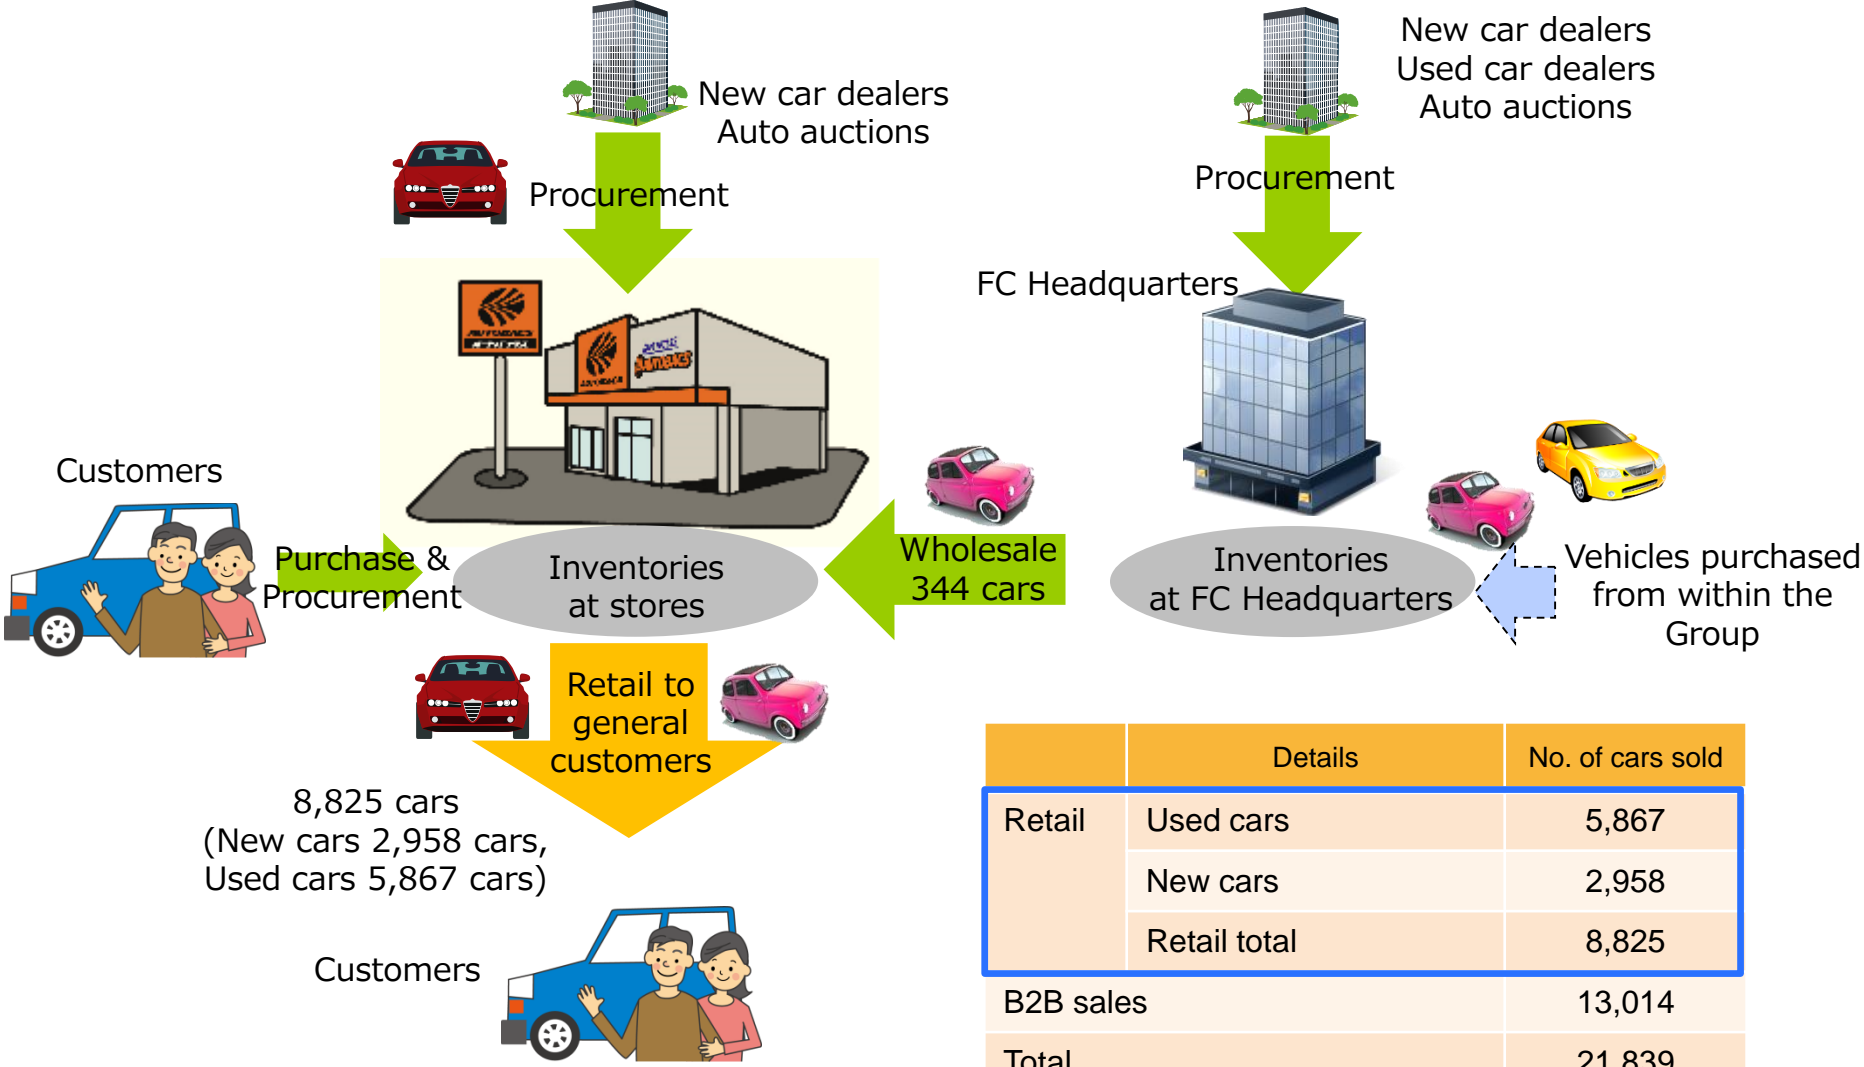 New car dealers
Auto auctions
New car dealers
Used car dealers
Auto auctions
Procurement
Procurement
FC Headquarters
AUTOBACS
AUTOBACS
Customers
Purchase &
Procurement
Inventories
at stores
Wholesale
344 cars
Inventories
at FC Headquarters
Vehicles purchased
from within the
Group
Retail to
general
customers
8,825 cars
(New cars 2,958 cars,
Used cars 5,867 cars)
Customers
Details No. of cars sold
Retail Used cars 5,867
New cars 2,958
Retail total 8,825
B2B sales 13,014
Total 21,839